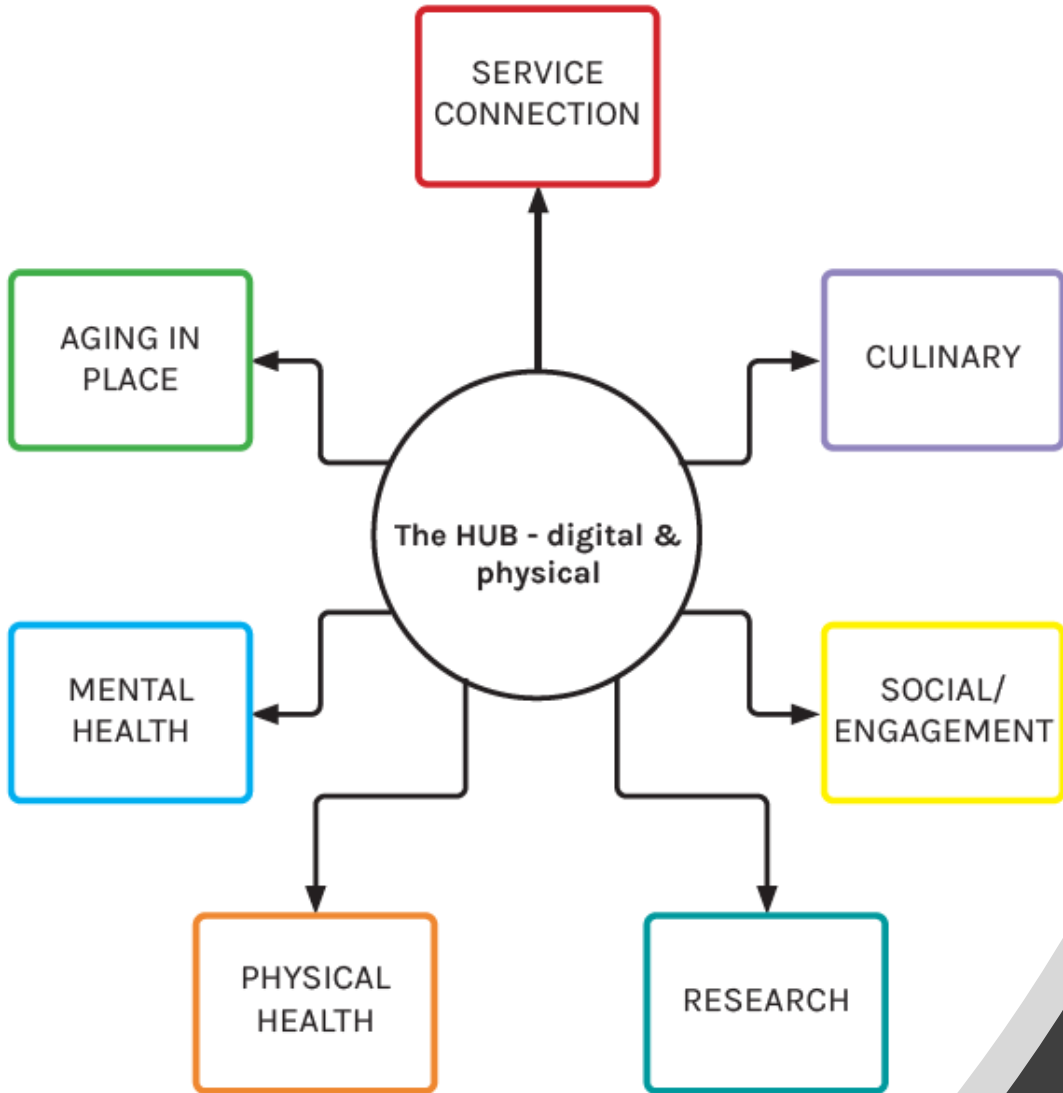 SERVICE
CONNECTION
AGING IN
PLACE
CULINARY
The HUB - digital &
physical
MENTAL
HEALTH
SOCIAL/
ENGAGEMENT
PHYSICAL
HEALTH
RESEARCH